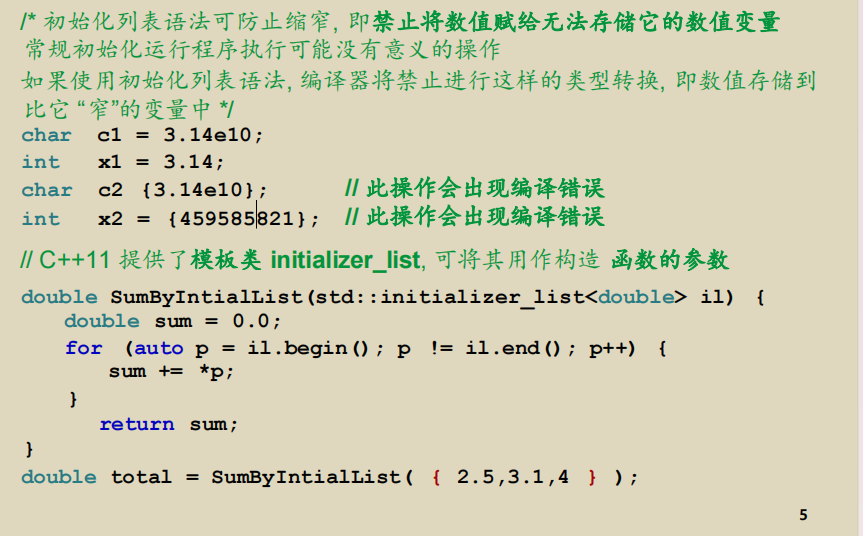 /* 初始化列表语法可防止缩窄, 即禁止将数值赋给无法存储它的数值变量
常规初始化运行程序执行可能没有意义的操作
如果使用初始化列表语法, 编译器将禁止进行这样的类型转换, 即数值存储到
比它 “窄”的变量中 */
char c1 = 3.14e10;
int x1 = 3.14;
char c2 {3.14e10}; // 此操作会出现编译错误
int x2 = {459585821}; // 此操作会出现编译错误
// C++11 提供了模板类 initializer_list, 可将其用作构造 函数的参数
double SumByIntialList(std::initializer_list<double> il) {
double sum = 0.0;
for (auto p = il.begin(); p != il.end(); p++) {
sum += *p;
}
return sum;
}
double total = SumByIntialList( { 2.5,3.1,4 } );
5